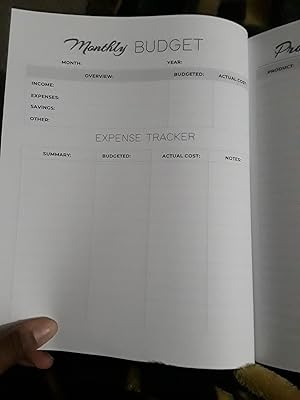 Monthly BUDGET
MONTH: YEAR:
OVERVIEW: BUDGETED: ACTUAL COST:
INCOME:
EXPENSES:
SAVINGS:
OTHER:
EXPENSE TRACKER
SUMMARY: BUDGETED: ACTUAL COST: NOTES:
PRODUCT: